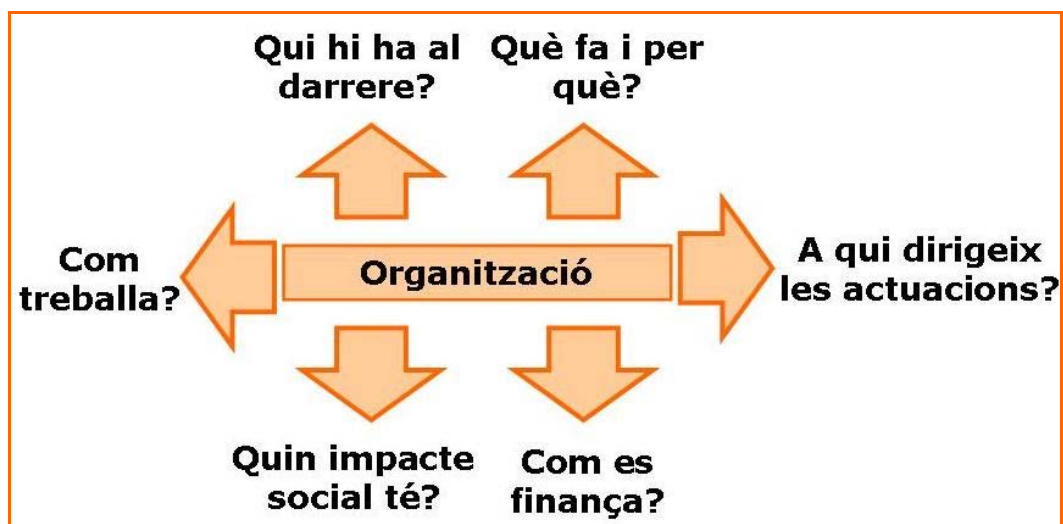 Qui hi ha al
darrere?
Què fa i per
què?
Com
treballa?
Organització
A qui dirigeix
les actuacions?
Quin impacte
social té?
Com es
finança?